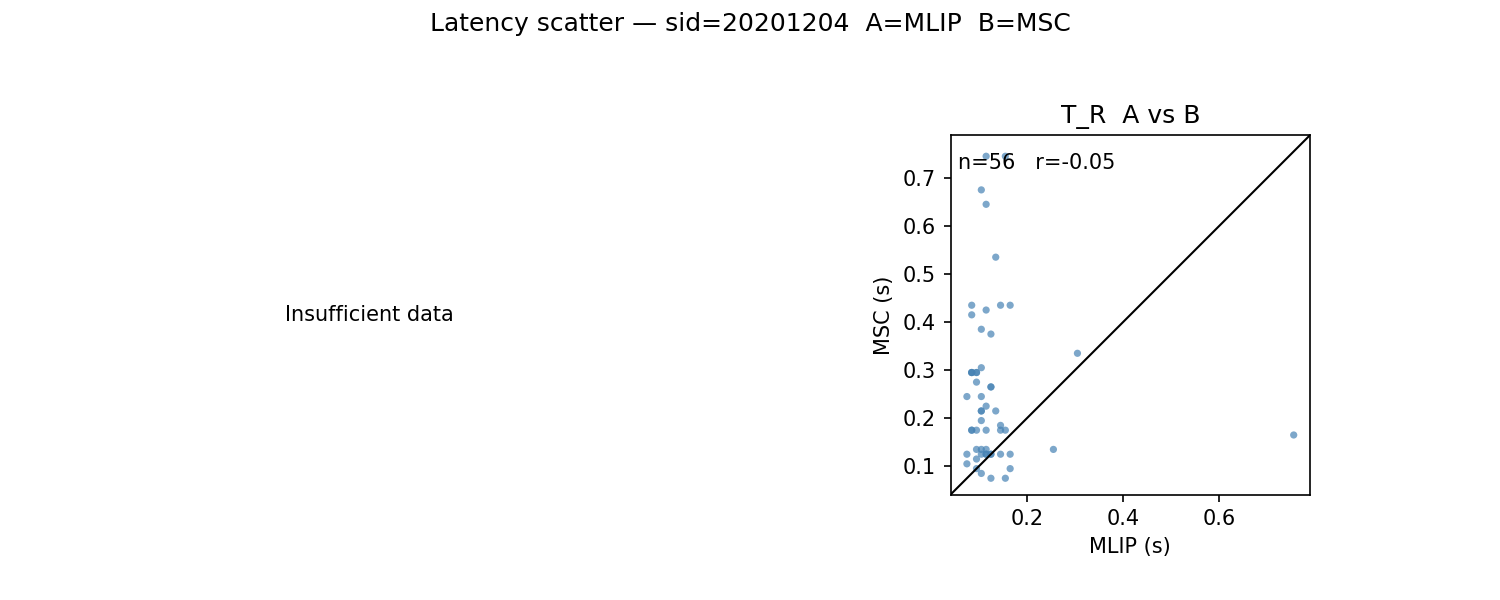 Latency scatter — sid=20201204  A=MLIP  B=MSC
Insufficient data
T_R  A vs B
n=56   r=-0.05
0.7
0.6
0.5
0.4
0.3
0.2
0.1
MSC (s)
0.2 0.4 0.6
MLIP (s)